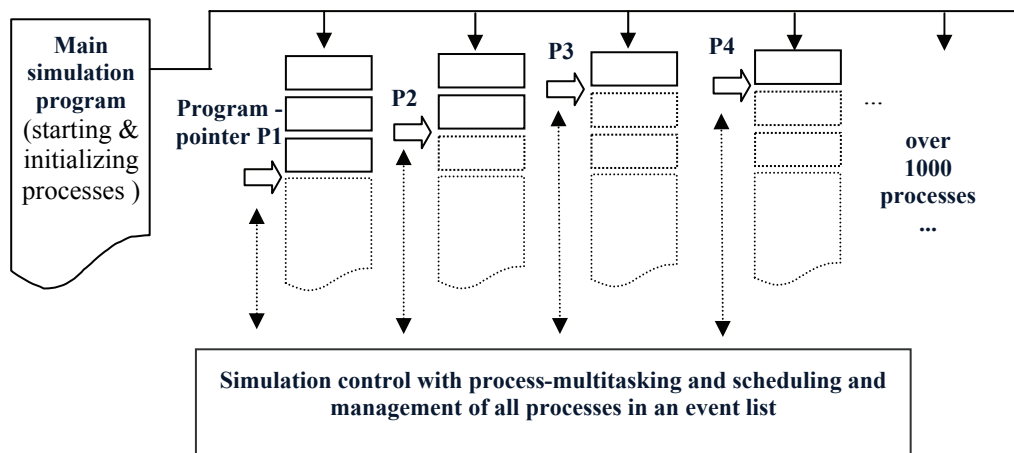 Main
simulation
program
(starting &
initializing
processes )
Program -
pointer P1
P2
P3
P4
...
over
1000
processes
...
Simulation control with process-multitasking and scheduling and
management of all processes in an event list